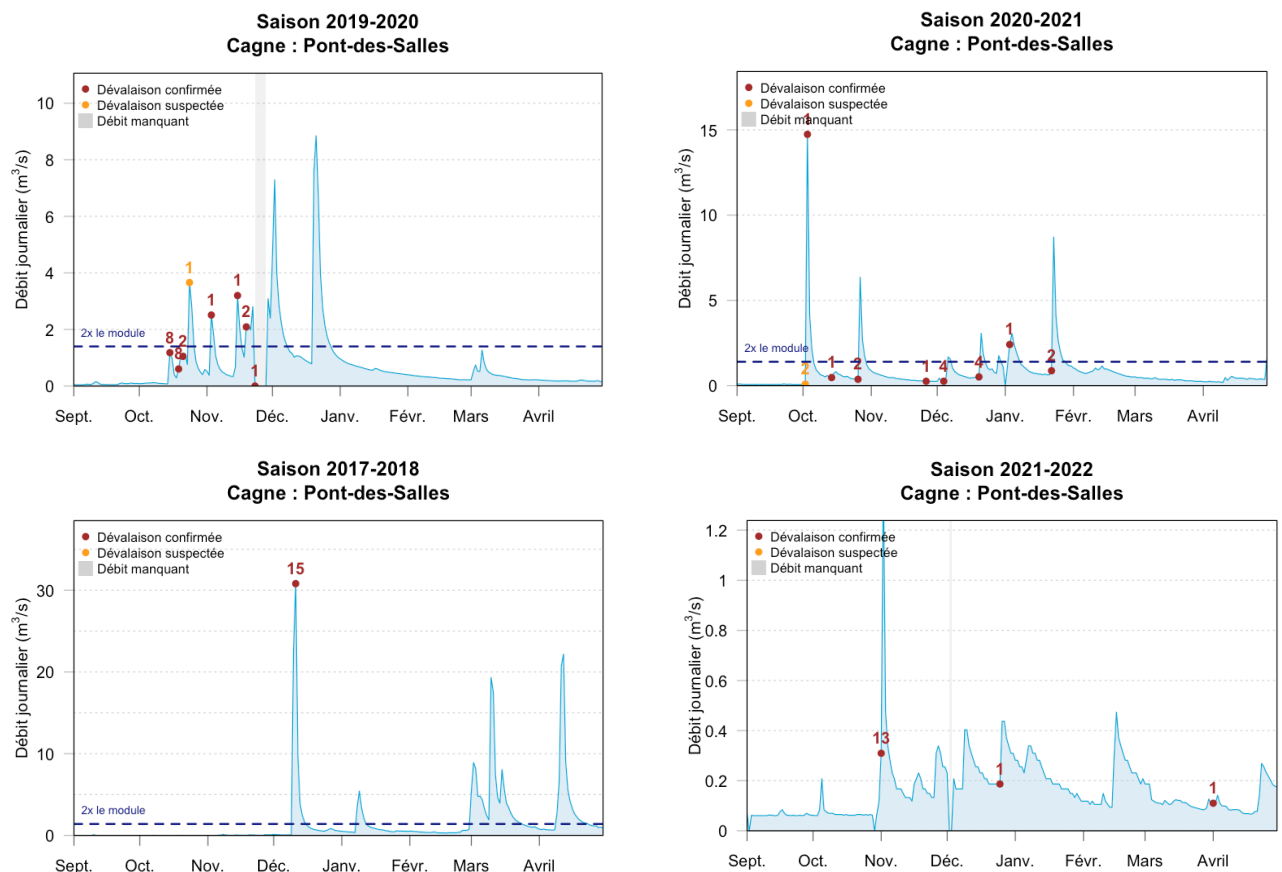 Saison 2019-2020
Cagne : Pont-des-Salles
Dévalaison confirmée
Dévalaison suspectée
Débit manquant
Débit journalier (m³/s)
10
8
6
4
2
0
2x le module
8
8
2
1
1
1
2
1
Sept. Oct. Nov. Déc. Janv. Févr. Mars Avril
Saison 2020-2021
Cagne : Pont-des-Salles
Dévalaison confirmée
Dévalaison suspectée
Débit manquant
Débit journalier (m³/s)
15
10
5
0
2x le module
2
1
1
2
1
4
4
1
2
Sept. Oct. Nov. Déc. Janv. Févr. Mars Avril
Saison 2017-2018
Cagne : Pont-des-Salles
Dévalaison confirmée
Dévalaison suspectée
Débit manquant
Débit journalier (m³/s)
30
20
10
0
2x le module
15
Sept. Oct. Nov. Déc. Janv. Févr. Mars Avril
Saison 2021-2022
Cagne : Pont-des-Salles
Dévalaison confirmée
Dévalaison suspectée
Débit manquant
Débit journalier (m³/s)
1.2
1
0.8
0.6
0.4
0.2
0
13
1
1
Sept. Oct. Nov. Déc. Janv. Févr. Mars Avril